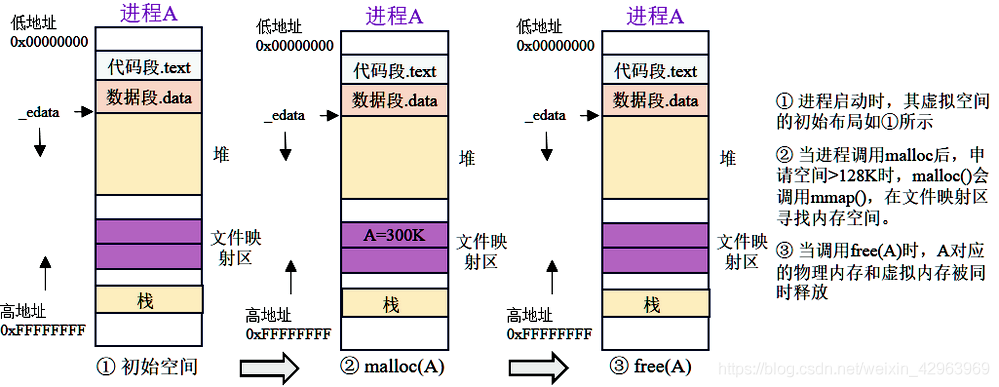 进程A
低地址
0x00000000
代码段.text
数据段.data
_edata
堆
文件映
射区
栈
高地址
0xFFFFFFFF
① 初始空间
进程A
低地址
0x00000000
代码段.text
数据段.data
_edata
堆
A=300K
文件映
射区
栈
高地址
0xFFFFFFFF
② malloc(A)
进程A
低地址
0x00000000
代码段.text
数据段.data
_edata
堆
文件映
射区
栈
高地址
0xFFFFFFFF
③ free(A)
① 进程启动时，其虚拟空间
的初始布局如①所示
② 当进程调用malloc后，申
请空间>128K时，malloc()会
调用mmap()，在文件映射区
寻找内存空间。
③ 当调用free(A)时，A对应
的物理内存和虚拟内存被同
时释放
https://blog.csdn.net/weixin_42963969